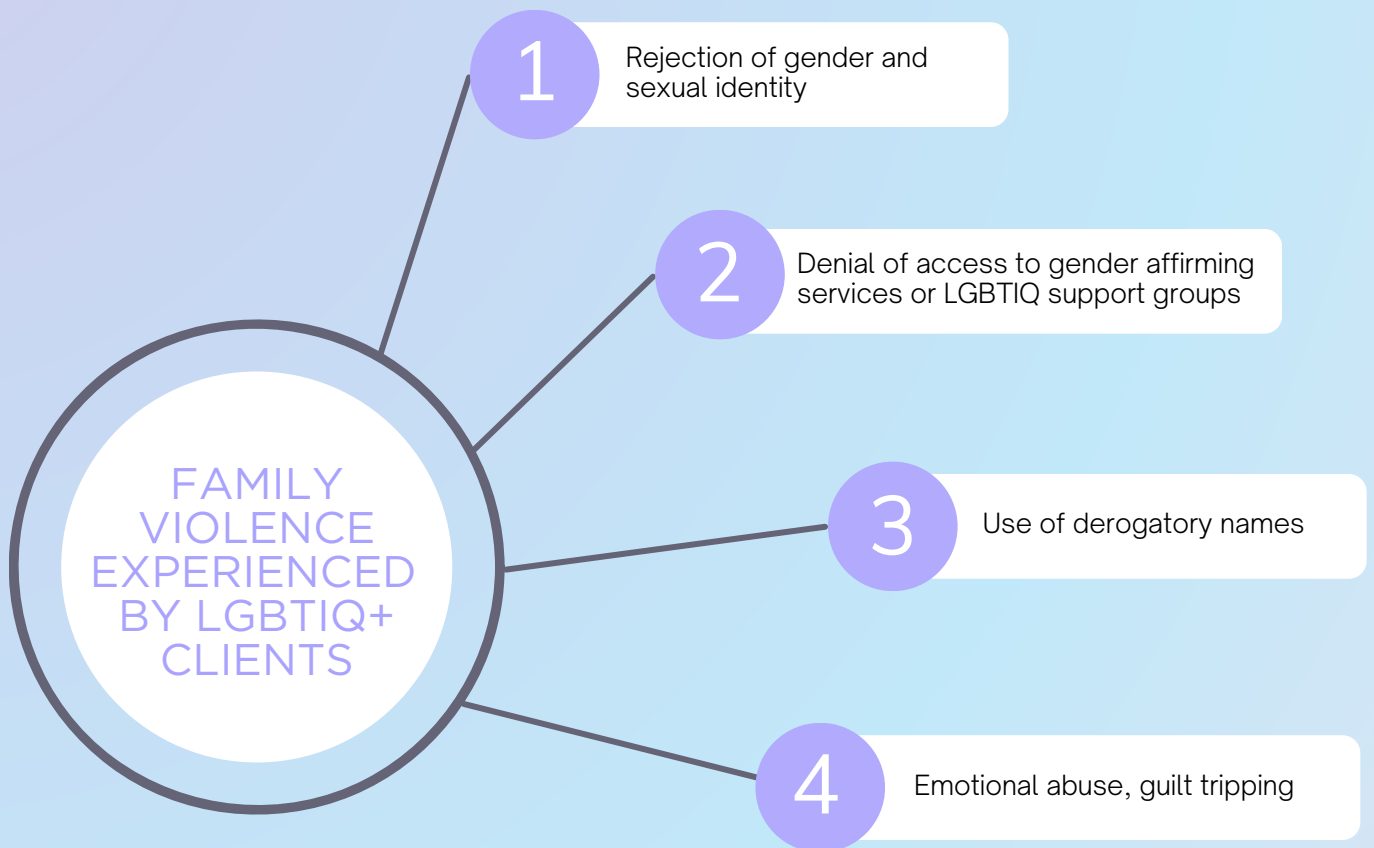 1
Rejection of gender and
sexual identity
2
Denial of access to gender affirming
services or LGBTIQ support groups
FAMILY
VIOLENCE
EXPERIENCED
BY LGBTIQ+
CLIENTS
3
Use of derogatory names
4
Emotional abuse, guilt tripping